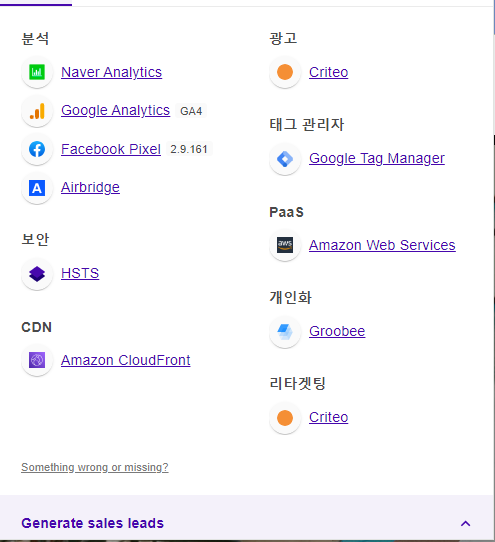 분석
Naver Analytics
Google Analytics GA4
Facebook Pixel 2.9.161
A Airbridge
보안
HSTS
CDN
Amazon CloudFront
광고
Criteo
태그 관리자
Google Tag Manager
PaaS
aws Amazon Web Services
개인화
Groobee
리타겟팅
Criteo
Something wrong or missing?
Generate sales leads